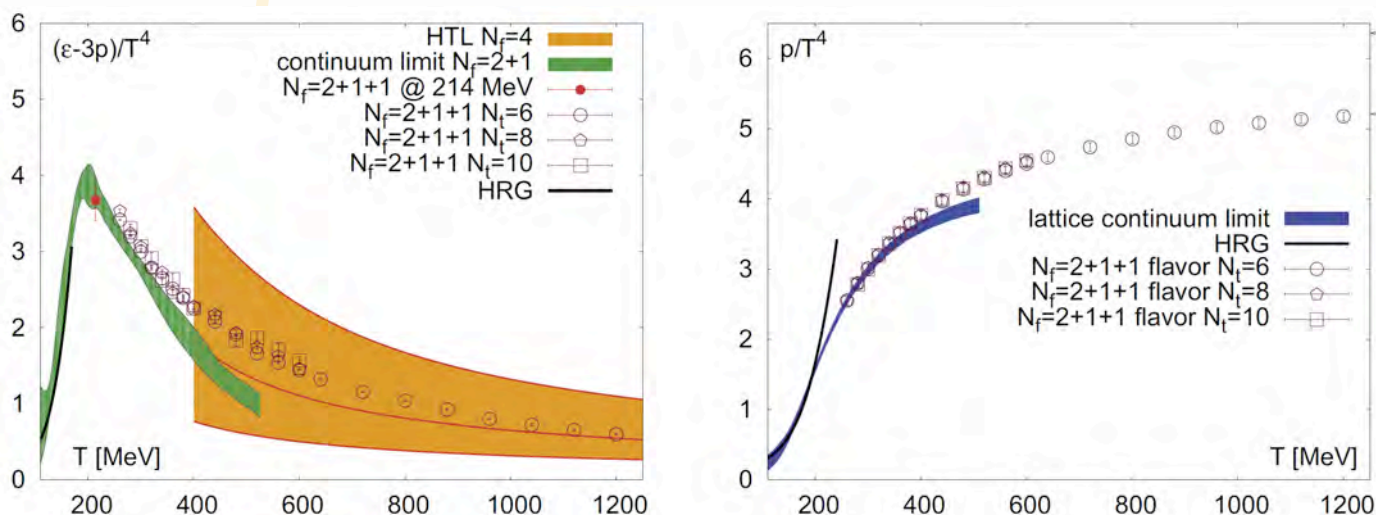 (ε-3p)/T⁴
HTL N_f=4
continuum limit N_f=2+1
N_f=2+1+1 @ 214 MeV
N_f=2+1+1 N_t=6
N_f=2+1+1 N_t=8
N_f=2+1+1 N_t=10
HRG
6
5
4
3
2
1
0
T [MeV]
200 400 600 800 1000 1200
p/T⁴
lattice continuum limit
HRG
N_f=2+1+1 flavor N_t=6
N_f=2+1+1 flavor N_t=8
N_f=2+1+1 flavor N_t=10
6
5
4
3
2
1
0
T [MeV]
200 400 600 800 1000 1200